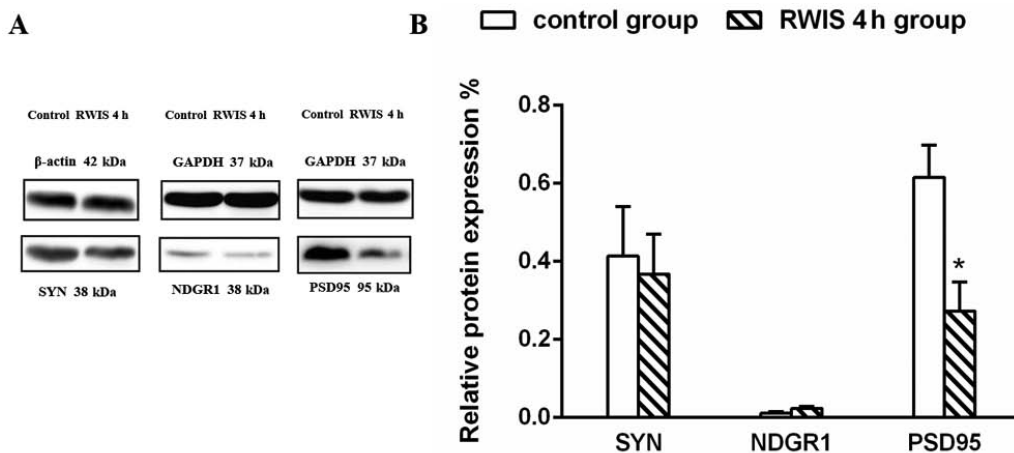 A
Control RWIS 4 h
Control RWIS 4 h
Control RWIS 4 h
β-actin 42 kDa
GAPDH 37 kDa
GAPDH 37 kDa
SYN 38 kDa
NDGR1 38 kDa
PSD95 95 kDa
B
control group
RWIS 4h group
Relative protein expression %
0.8
0.6
0.4
0.2
0.0
*
SYN
NDGR1
PSD95